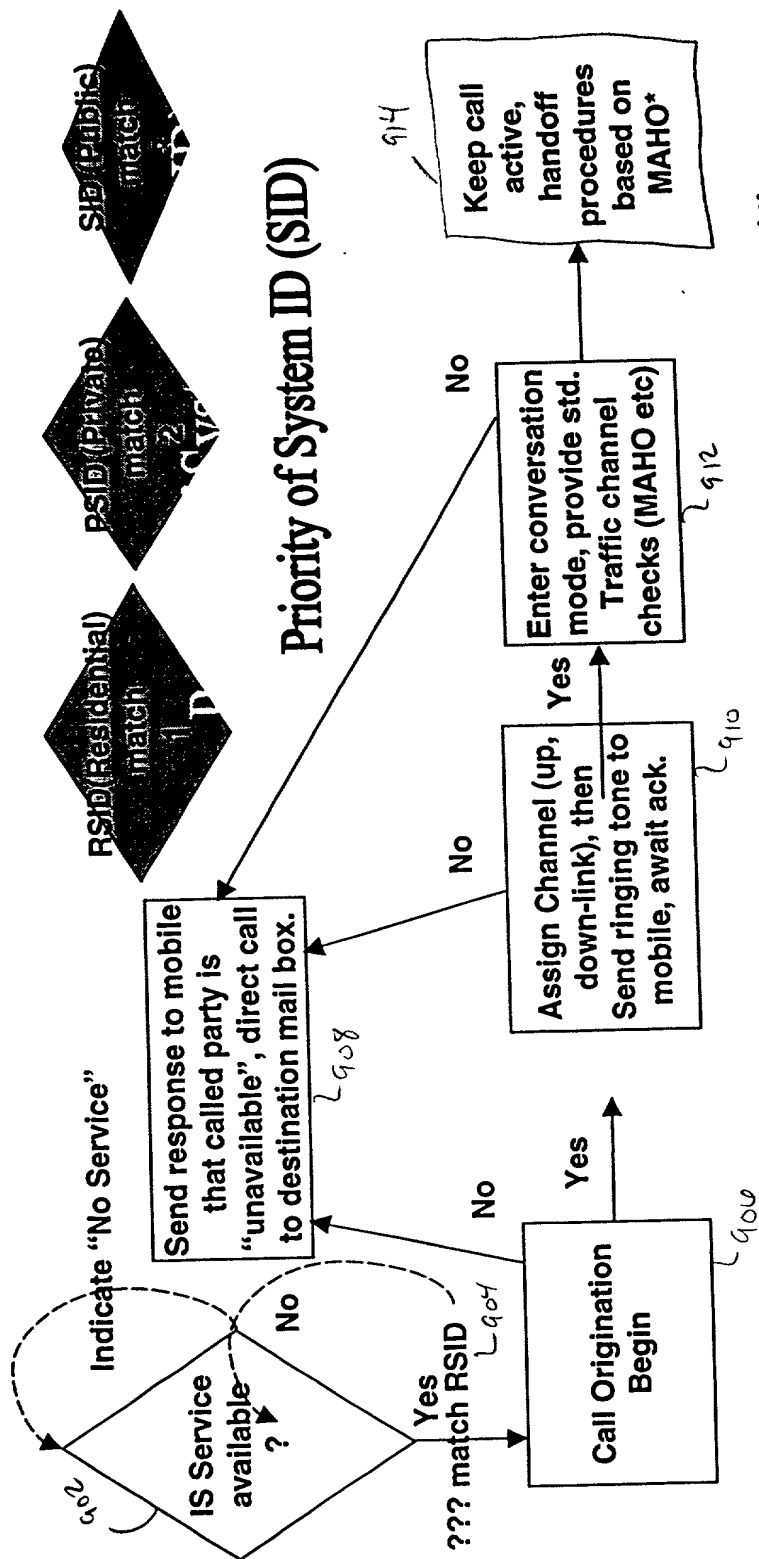 RSID(Residential)
match
1
PSID (Private)
match
2
SID (Public)
match
Priority of System ID (SID)
Indicate "No Service"
902
IS Service
available
?
No
Yes
??? match RSID
904
Call Origination
Begin
906
No
Yes
Send response to mobile
that called party is
"unavailable", direct call
to destination mail box.
908
No
Assign Channel (up,
down-link), then
Send ringing tone to
mobile, await ack.
910
Yes
No
Enter conversation
mode, provide std.
Traffic channel
checks (MAHO etc)
912
Keep call
active,
handoff
procedures
based on
MAHO*
914